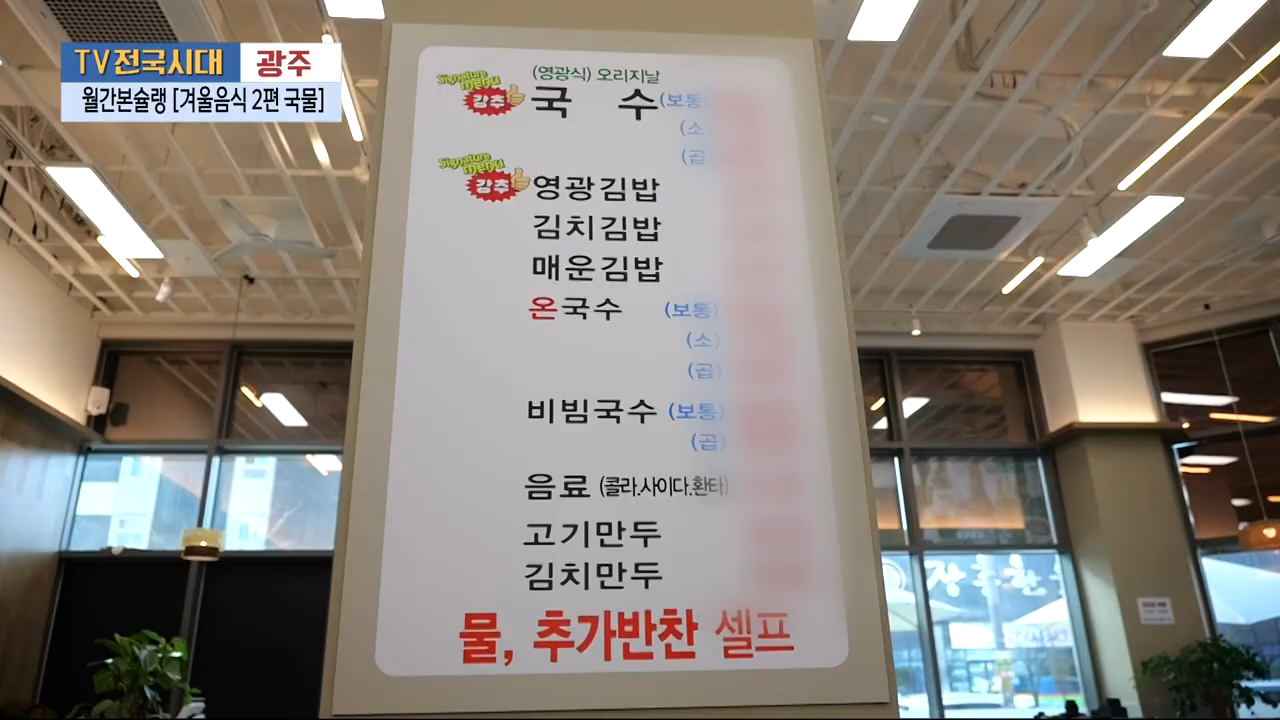 TV전국시대 광주
월간본슐랭 [겨울음식 2편 국물]
(영광식) 오리지날
Signature menu 강추 국 수 (보통)
(소)
(곱)
Signature menu 강추 영광김밥
김치김밥
매운김밥
온국수 (보통)
(소)
(곱)
비빔국수 (보통)
(곱)
음료 (콜라.사이다.환타)
고기만두
김치만두
물, 추가반찬 셀프